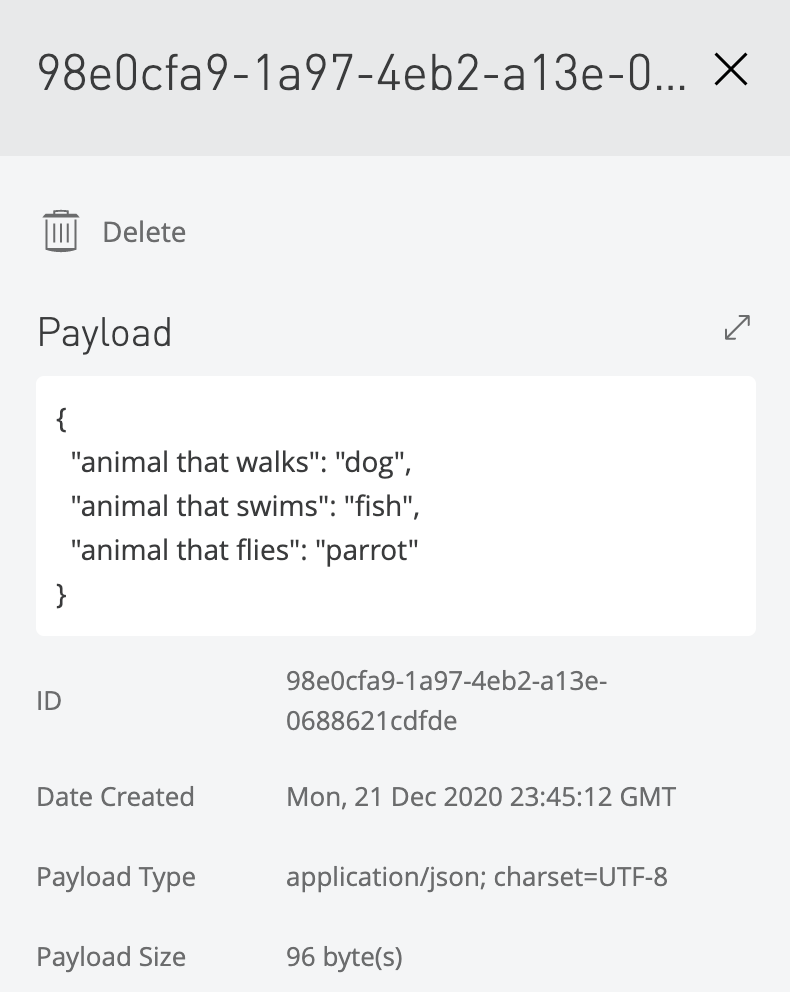 98e0cfa9-1a97-4eb2-a13e-0...
Delete
Payload
{
"animal that walks": "dog",
"animal that swims": "fish",
"animal that flies": "parrot"
}
ID
98e0cfa9-1a97-4eb2-a13e-
0688621cdfde
Date Created
Mon, 21 Dec 2020 23:45:12 GMT
Payload Type
application/json; charset=UTF-8
Payload Size
96 byte(s)